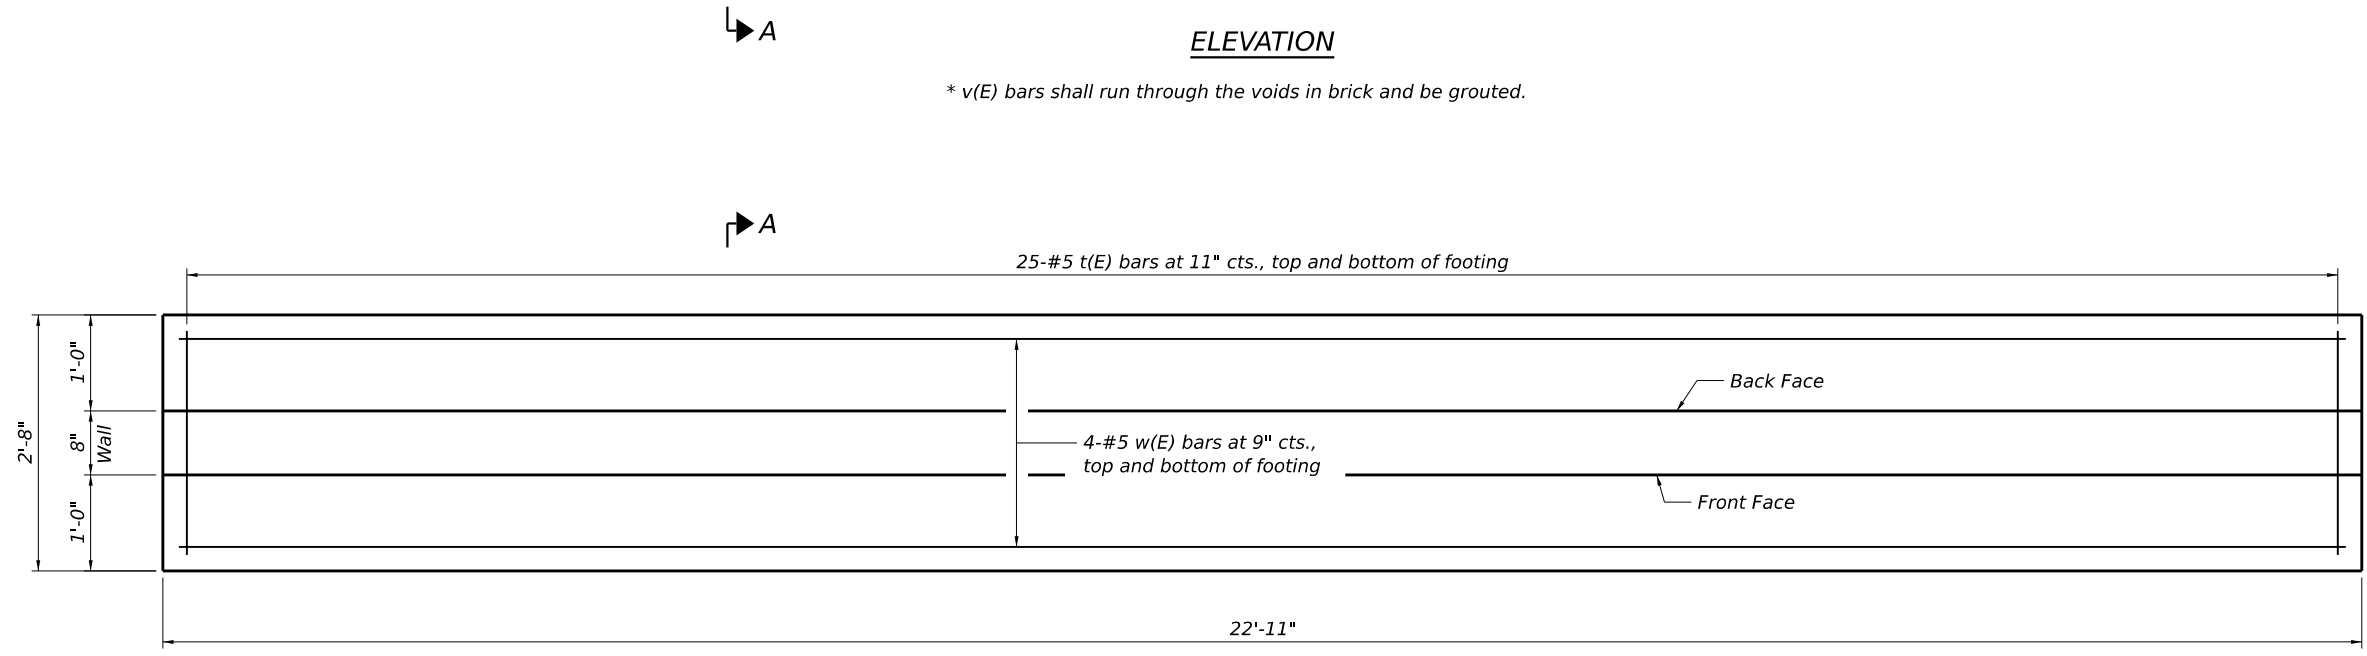 A
ELEVATION
* v(E) bars shall run through the voids in brick and be grouted.
A
25-#5 t(E) bars at 11" cts., top and bottom of footing
1'-0"
Back Face
2'-8"
8"
Wall
4-#5 w(E) bars at 9" cts.,
top and bottom of footing
1'-0"
Front Face
22'-11"